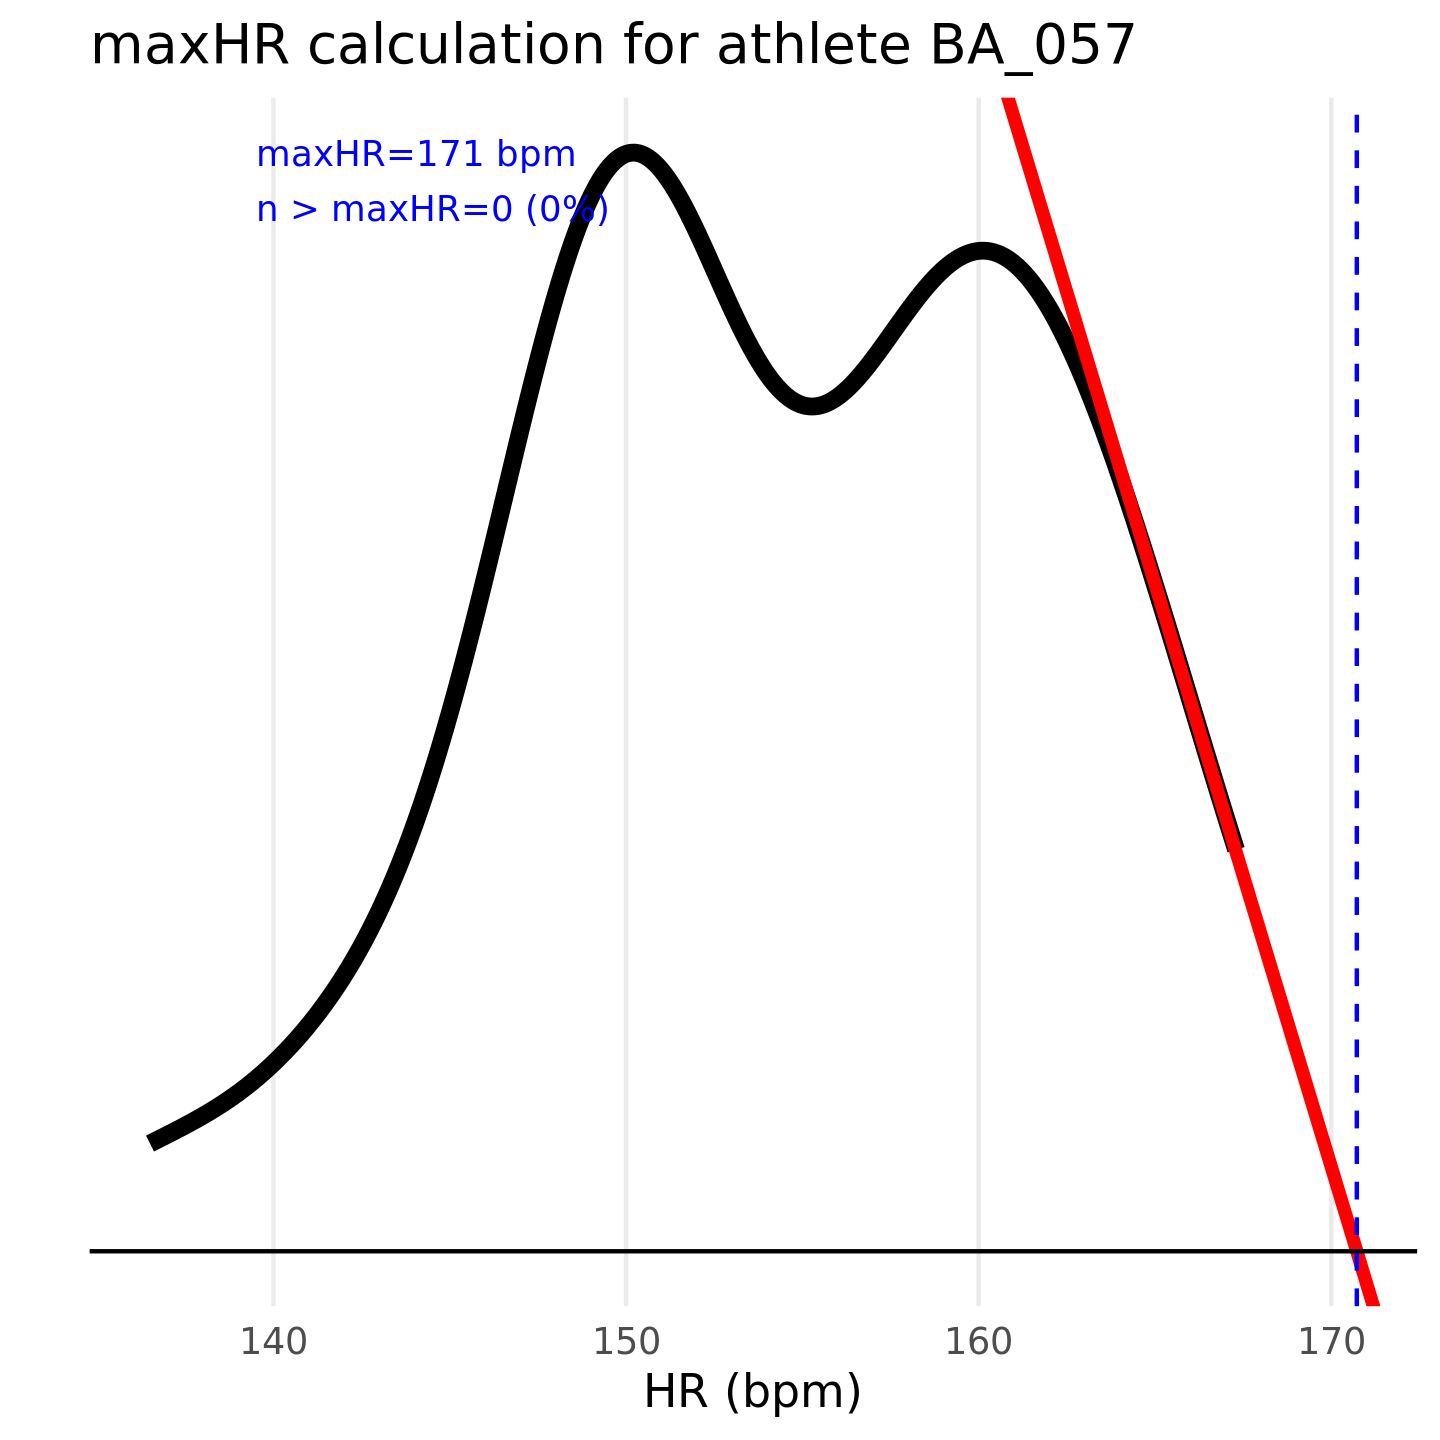 maxHR calculation for athlete BA_057
maxHR=171 bpm
n > maxHR=0 (0%)
140 150 160 170
HR (bpm)